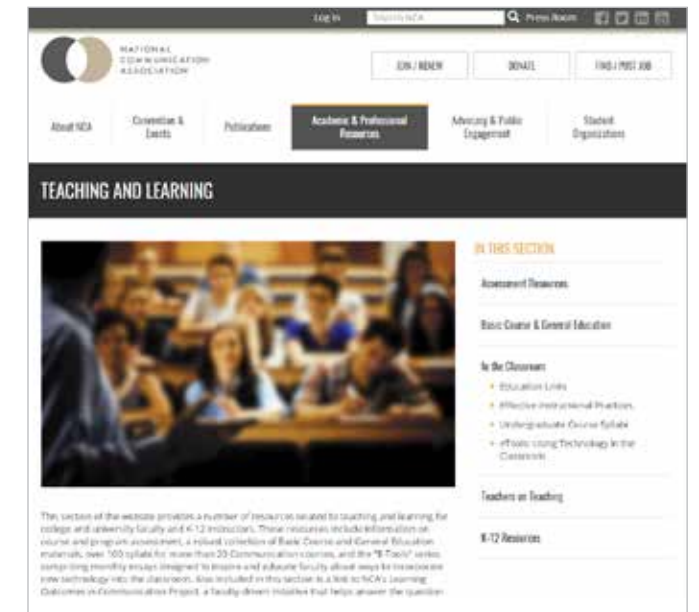 Log In
Search NCA
Press Room
NATIONAL
COMMUNICATION
ASSOCIATION
JOIN / RENEW
DONATE
FIND / POST JOB
About NCA
Convention &
Events
Publications
Academic & Professional
Resources
Advocacy & Public
Engagement
Student
Organizations
TEACHING AND LEARNING
IN THIS SECTION
Assessment Resources
Basic Course & General Education
In the Classroom
Education Links
Effective Instructional Practices
Undergraduate Course Syllabi
eTools: Using Technology in the
Classroom
Teachers on Teaching
K-12 Resources
This section of the website provides a number of resources related to teaching and learning for
college and university faculty and K-12 instructors. These resources include information on
course and program assessment, a robust collection of Basic Course and General Education
materials, over 100 syllabi for more than 20 Communication courses, and the "E-Tools" series
comprising monthly essays designed to inspire and educate faculty about ways to incorporate
new technology into the classroom. Also included in this section is a link to NCA's Learning
Outcomes in Communication Project, a faculty-driven initiative that helps answer the question